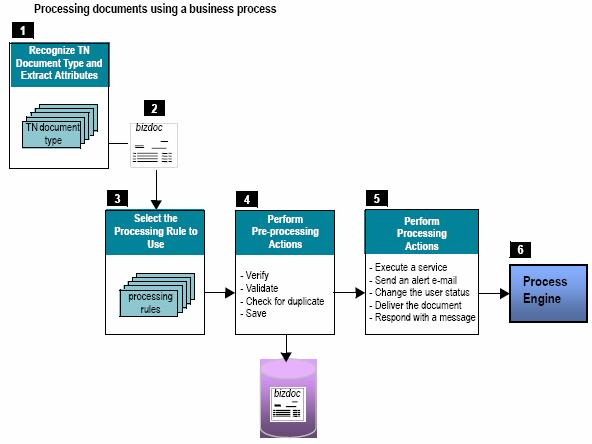 Processing documents using a business process
1
Recognize TN
Document Type and
Extract Attributes
TN document
type
2
bizdoc
3
Select the
Processing Rule to
Use
processing
rules
4
Perform
Pre-processing
Actions
- Verify
- Validate
- Check for duplicate
- Save
bizdoc
5
Perform
Processing
Actions
- Execute a service
- Send an alert e-mail
- Change the user status
- Deliver the document
- Respond with a message
6
Process
Engine